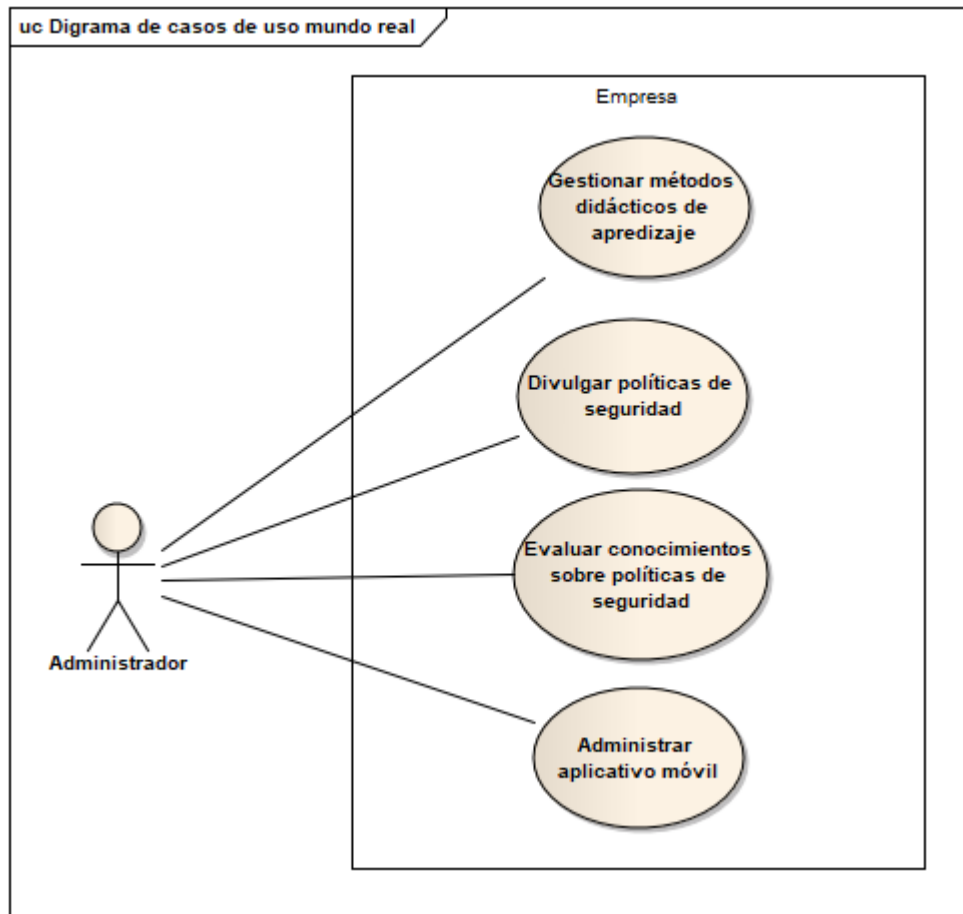 uc Digrama de casos de uso mundo real
Empresa
Gestionar métodos
didácticos de
apredizaje
Divulgar políticas de
seguridad
Evaluar conocimientos
sobre políticas de
seguridad
Administrador
Administrar
aplicativo móvil